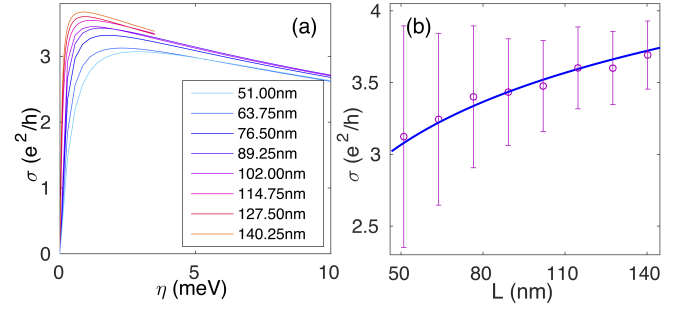 (a)
σ (e²/h)
3
2
1
0
51.00nm
63.75nm
76.50nm
89.25nm
102.00nm
114.75nm
127.50nm
140.25nm
0 5 10
η (meV)
(b)
σ (e²/h)
4
3.5
3
2.5
50 80 110 140
L (nm)